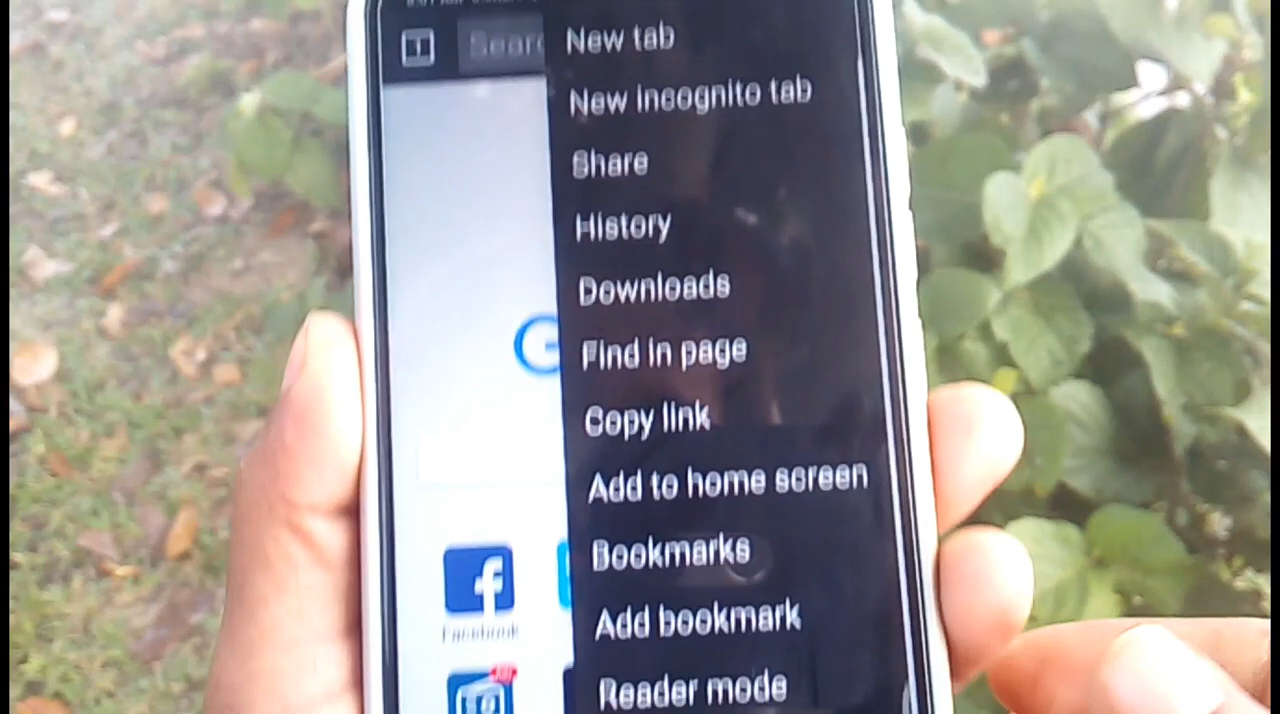 Sear
New tab
New incognito tab
Share
History
Downloads
Find in page
Copy link
Add to home screen
Bookmarks
Add bookmark
Reader mode
G
f
Facebook